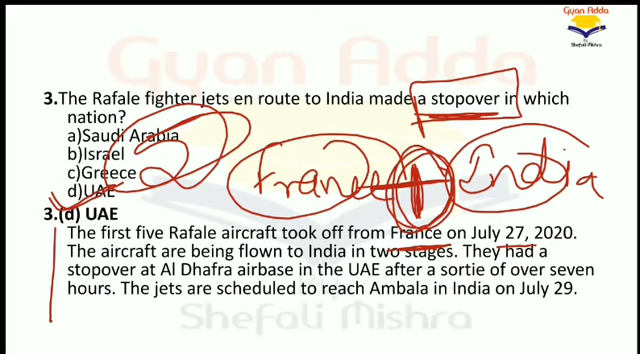 Gyan Adda
By
Shefali Mishra
Gyan Adda
3.The Rafale fighter jets en route to India made a stopover in which
nation?
a)Saudi Arabia
b)Israel
c)Greece
d)UAE
2
France
1
India
3.(d) UAE
The first five Rafale aircraft took off from France on July 27, 2020.
The aircraft are being flown to India in two stages. They had a
stopover at Al Dhafra airbase in the UAE after a sortie of over seven
hours. The jets are scheduled to reach Ambala in India on July 29.
Shefali Mishra